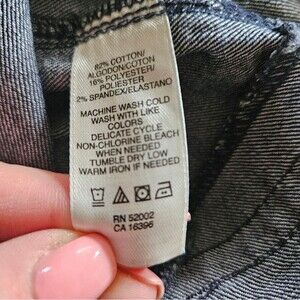 82% COTTON/
ALGODON/COTON
16% POLYESTER/
POLIESTER
2% SPANDEX/ELASTANO
MACHINE WASH COLD
WASH WITH LIKE
COLORS
DELICATE CYCLE
NON-CHLORINE BLEACH
WHEN NEEDED
TUMBLE DRY LOW
WARM IRON IF NEEDED
RN 52002
CA 16396